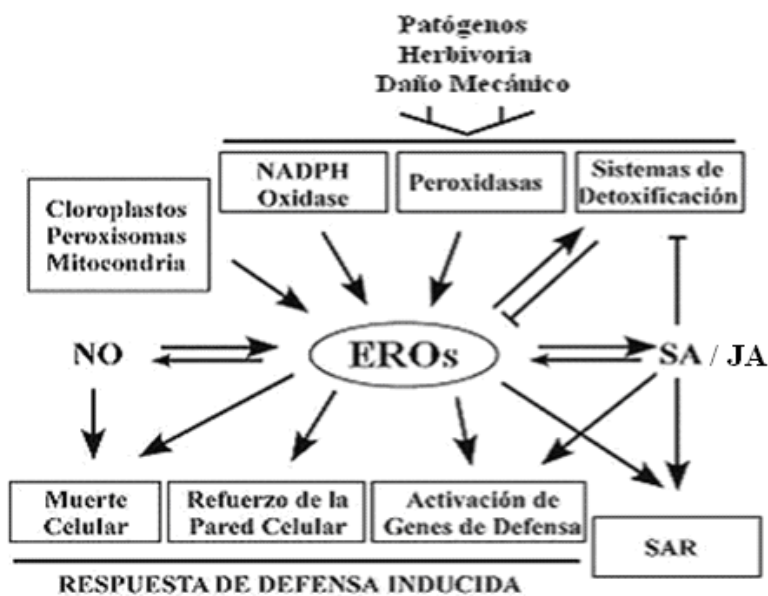 Patógenos
Herbivoria
Daño Mecánico
NADPH
Oxidase
Peroxidasas
Sistemas de
Detoxificación
Cloroplastos
Peroxisomas
Mitocondria
NO
EROs
SA / JA
Muerte
Celular
Refuerzo de la
Pared Celular
Activación de
Genes de Defensa
SAR
RESPUESTA DE DEFENSA INDUCIDA